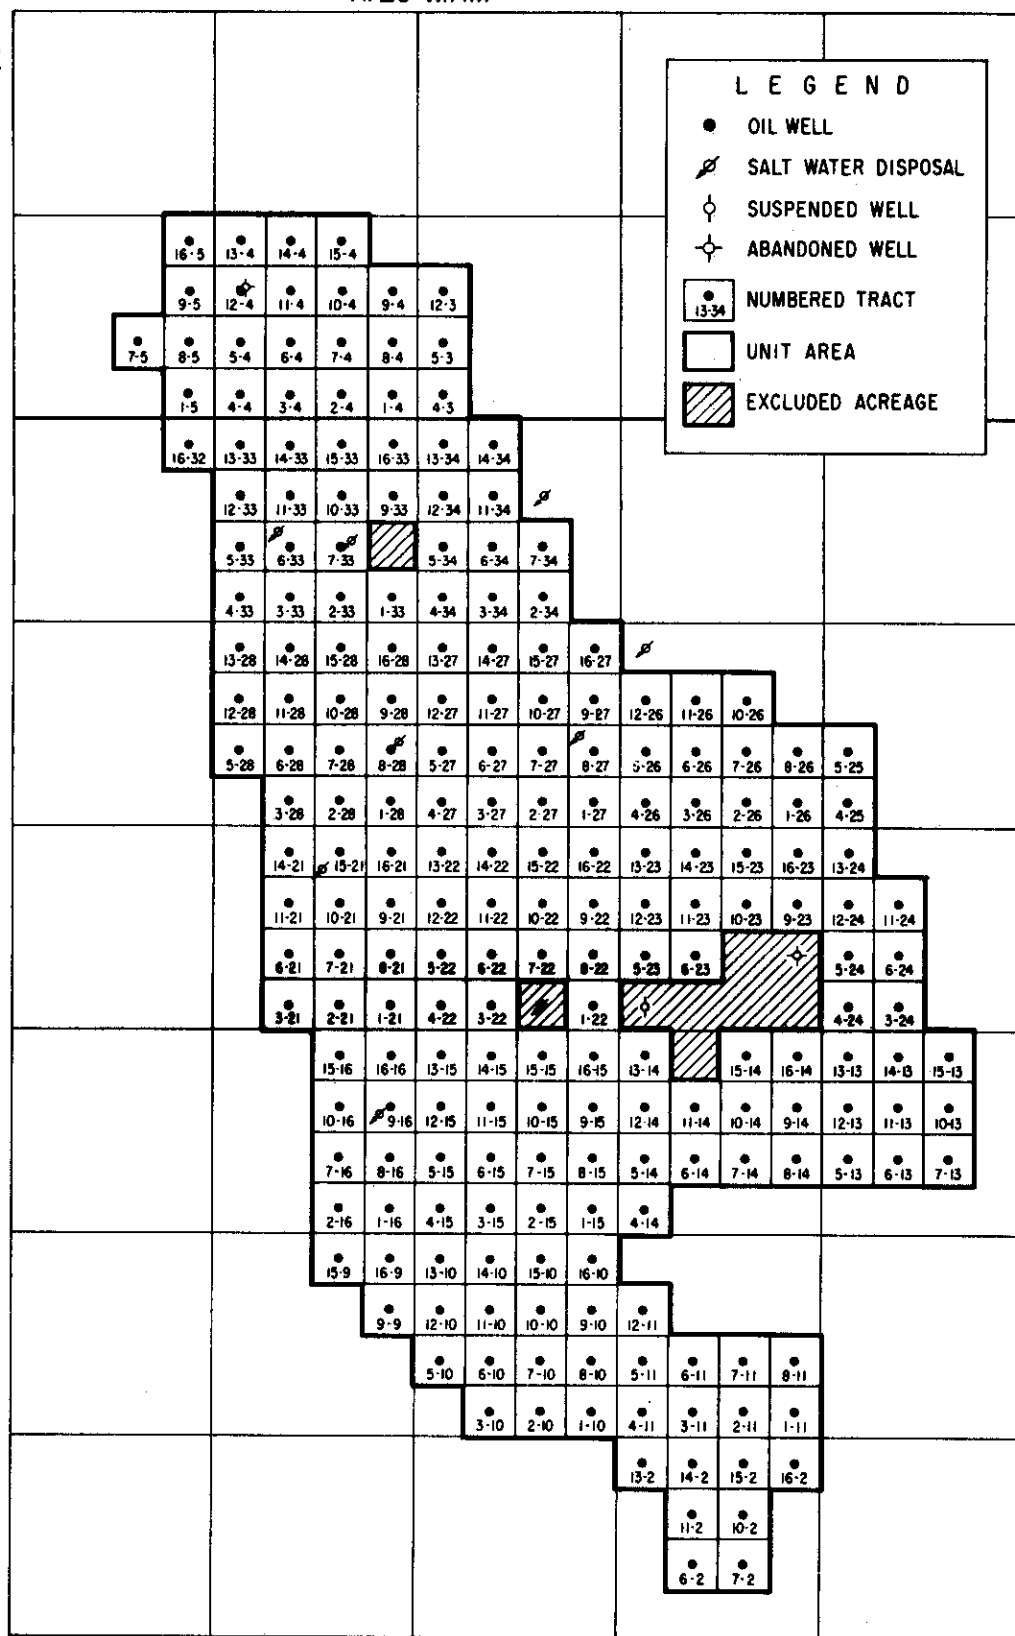 LEGEND
OIL WELL
SALT WATER DISPOSAL
SUSPENDED WELL
ABANDONED WELL
13-34 NUMBERED TRACT
UNIT AREA
EXCLUDED ACREAGE
16-5 13-4 14-4 15-4
9-5 12-4 11-4 10-4 9-4 12-3
7-5 8-5 5-4 6-4 7-4 8-4 5-3
1-5 4-4 3-4 2-4 1-4 4-3
16-32 13-33 14-33 15-33 16-33 13-34 14-34
12-33 11-33 10-33 9-33 12-34 11-34
5-33 6-33 7-33 5-34 6-34 7-34
4-33 3-33 2-33 1-33 4-34 3-34 2-34
13-28 14-28 15-28 16-28 13-27 14-27 15-27 16-27
12-28 11-28 10-28 9-28 12-27 11-27 10-27 9-27 12-26 11-26 10-26
5-28 6-28 7-28 8-28 5-27 6-27 7-27 8-27 5-26 6-26 7-26 8-26 5-25
3-28 2-28 1-28 4-27 3-27 2-27 1-27 4-26 3-26 2-26 1-26 4-25
14-21 15-21 16-21 13-22 14-22 15-22 16-22 13-23 14-23 15-23 16-23 13-24
11-21 10-21 9-21 12-22 11-22 10-22 9-22 12-23 11-23 10-23 9-23 12-24 11-24
6-21 7-21 8-21 5-22 6-22 7-22 8-22 5-23 6-23 5-24 6-24
3-21 2-21 1-21 4-22 3-22 1-22 4-24 3-24
15-16 16-16 13-15 14-15 15-15 16-15 13-14 15-14 16-14 13-13 14-13 15-13
10-16 9-16 12-15 11-15 10-15 9-15 12-14 11-14 10-14 9-14 12-13 11-13 10-13
7-16 8-16 5-15 6-15 7-15 8-15 5-14 6-14 7-14 8-14 5-13 6-13 7-13
2-16 1-16 4-15 3-15 2-15 1-15 4-14
15-9 16-9 13-10 14-10 15-10 16-10
9-9 12-10 11-10 10-10 9-10 12-11
5-10 6-10 7-10 8-10 5-11 6-11 7-11 8-11
3-10 2-10 1-10 4-11 3-11 2-11 1-11
13-2 14-2 15-2 16-2
11-2 10-2
6-2 7-2